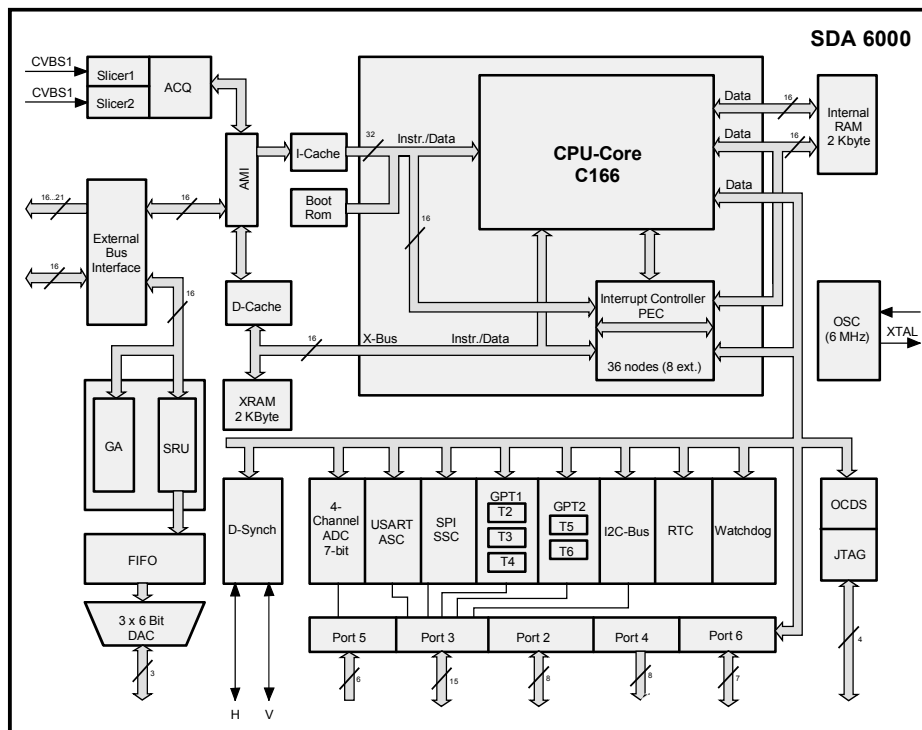 SDA 6000
CVBS1
CVBS1
Slicer1
Slicer2
ACQ
AMI
I-Cache
Boot
Rom
32
Instr./Data
16
CPU-Core
C166
Data
16
Data
16
Data
Internal
RAM
2 Kbyte
16...21
16
External
Bus
Interface
16
16
D-Cache
16
X-Bus
Instr./Data
XRAM
2 KByte
Interrupt Controller
PEC
36 nodes (8 ext.)
OSC
(6 MHz)
XTAL
GA
SRU
FIFO
3 x 6 Bit
DAC
3
D-Synch
H
V
4-
Channel
ADC
7-bit
USART
ASC
SPI
SSC
GPT1
T2
T3
T4
GPT2
T5
T6
I2C-Bus
RTC
Watchdog
OCDS
JTAG
4
Port 5
Port 3
Port 2
Port 4
Port 6
6
15
8
8
7